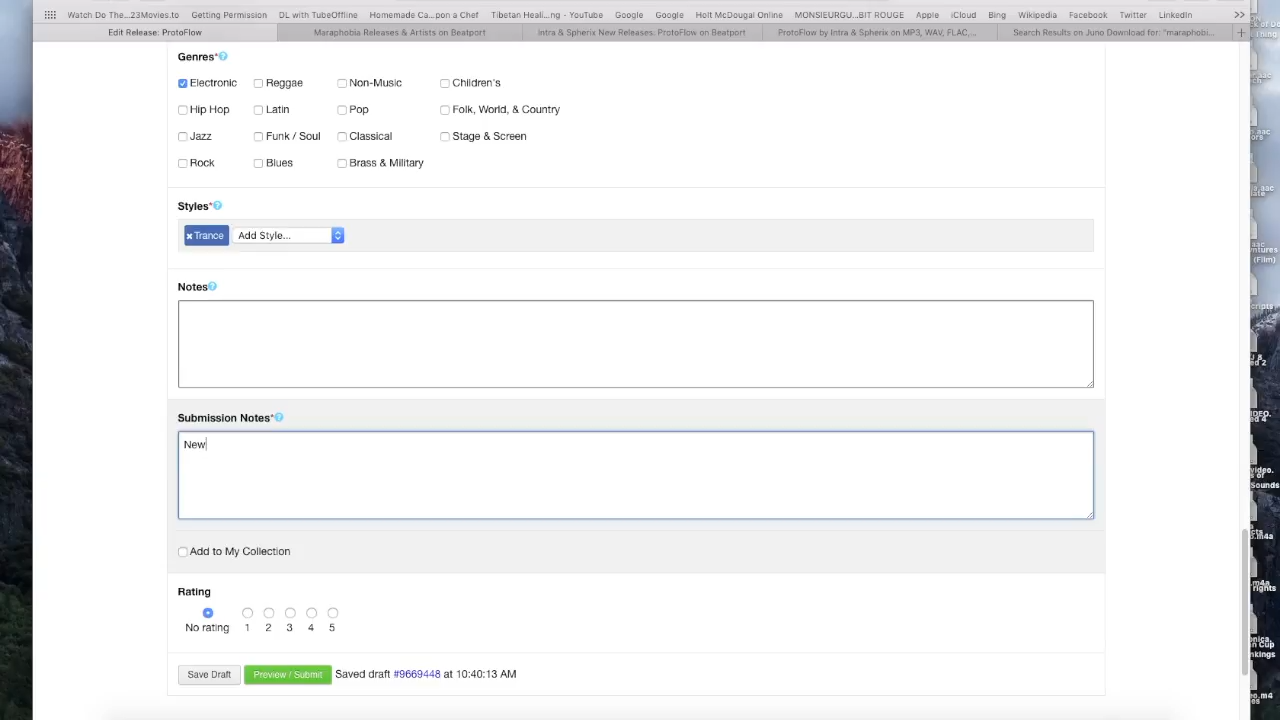 Watch Do The...23Movies.to Getting Permission DL with TubeOffline Homemade Ca...pon a Chef Tibetan Heali...ng - YouTube Google Google Holt McDougal Online MONSIEURGU... BIT ROUGE Apple iCloud Bing Wikipedia Facebook Twitter LinkedIn
Edit Release: ProtoFlow Maraphobia Releases & Artists on Beatport Intra & Spherix New Releases: ProtoFlow on Beatport ProtoFlow by Intra & Spherix on MP3, WAV, FLAC,... Search Results on Juno Download for: "maraphobi...
Genres*
Electronic Reggae Non-Music Children's
Hip Hop Latin Pop Folk, World, & Country
Jazz Funk / Soul Classical Stage & Screen
Rock Blues Brass & Military
Styles*
Trance Add Style...
Notes
Submission Notes*
New
Add to My Collection
Rating
No rating 1 2 3 4 5
Save Draft Preview / Submit Saved draft #9669448 at 10:40:13 AM